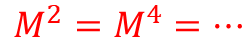 M² = M⁴ = ⋯